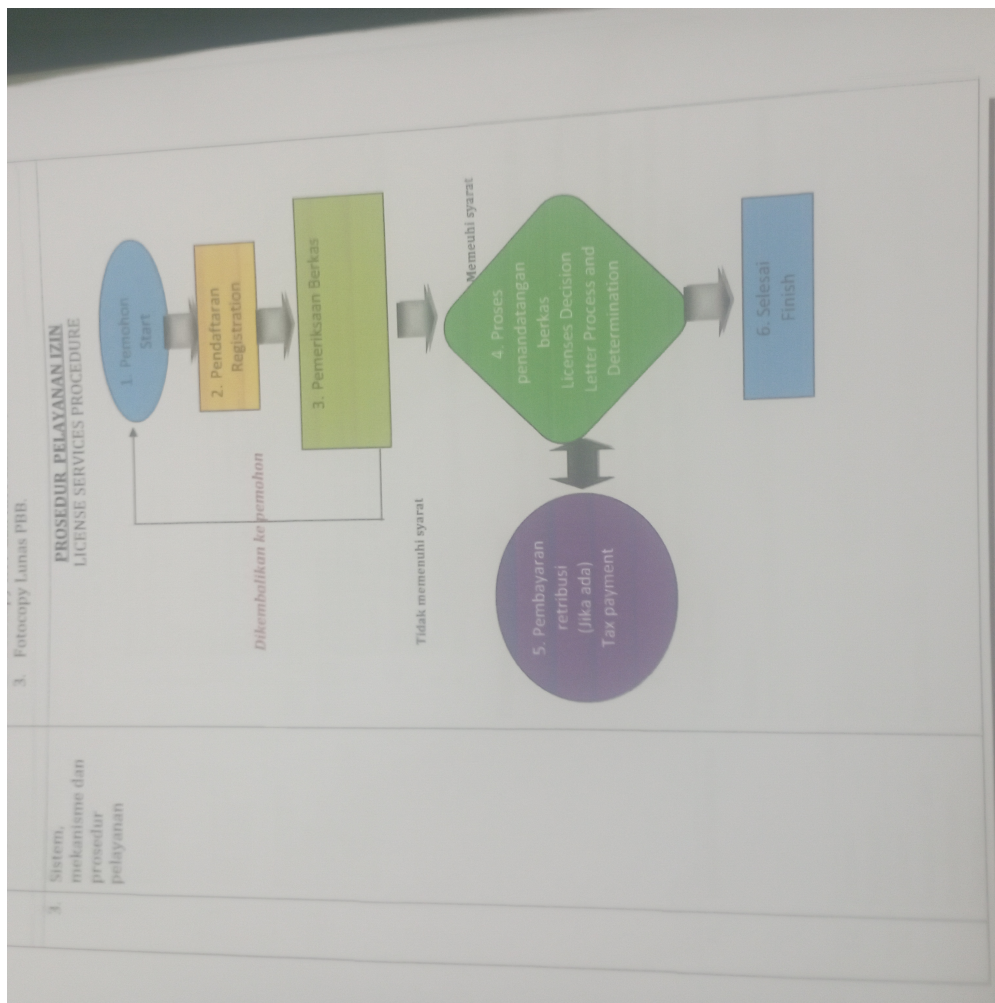 3. Fotocopy Lunas PBB.
3. Sistem,
mekanisme dan
prosedur
pelayanan
PROSEDUR PELAYANAN IZIN
LICENSE SERVICES PROCEDURE
1. Pemohon
Start
2. Pendaftaran
Registration
Dikembalikan ke pemohon
3. Pemeriksaan Berkas
Tidak memenuhi syarat
Memeuhi syarat
4. Proses
penandatangan
berkas
Licenses Decision
Letter Process and
Determination
5. Pembayaran
retribusi
(Jika ada)
Tax payment
6. Selesai
Finish